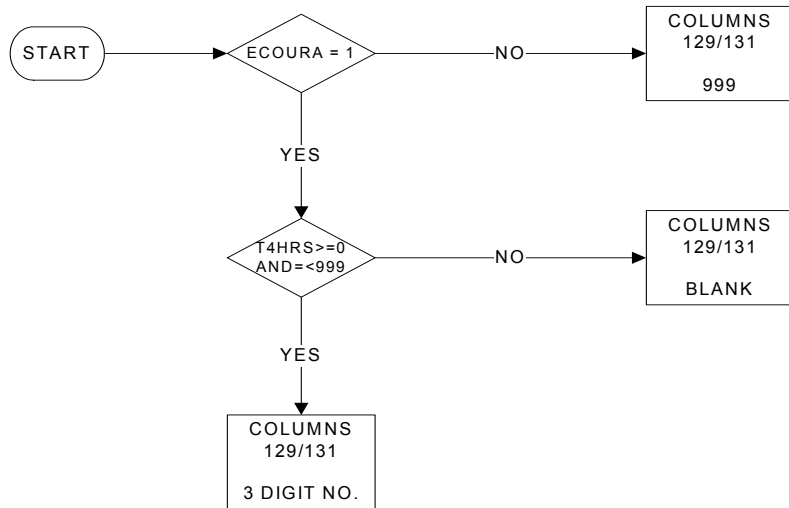 START
ECOURA = 1
NO
COLUMNS
129/131
999
YES
T4HRS>=0
AND=<999
NO
COLUMNS
129/131
BLANK
YES
COLUMNS
129/131
3 DIGIT NO.